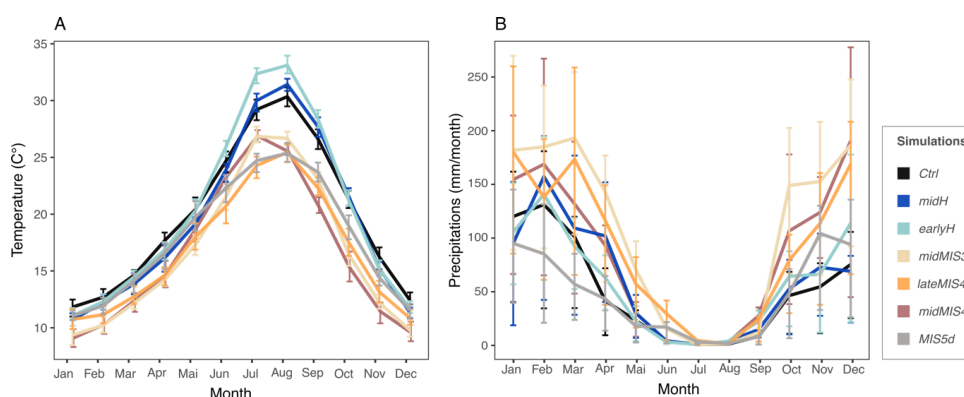 A
B
Temperature (C°)
35
30
25
20
15
10
Jan Feb Mar Apr Mai Jun Jul Aug Sep Oct Nov Dec
Month
Precipitations (mm/month)
250
200
150
100
50
0
Jan Feb Mar Apr Mai Jun Jul Aug Sep Oct Nov Dec
Month
Simulations
Ctrl
midH
earlyH
midMIS3
lateMIS4
midMIS4
MIS5d